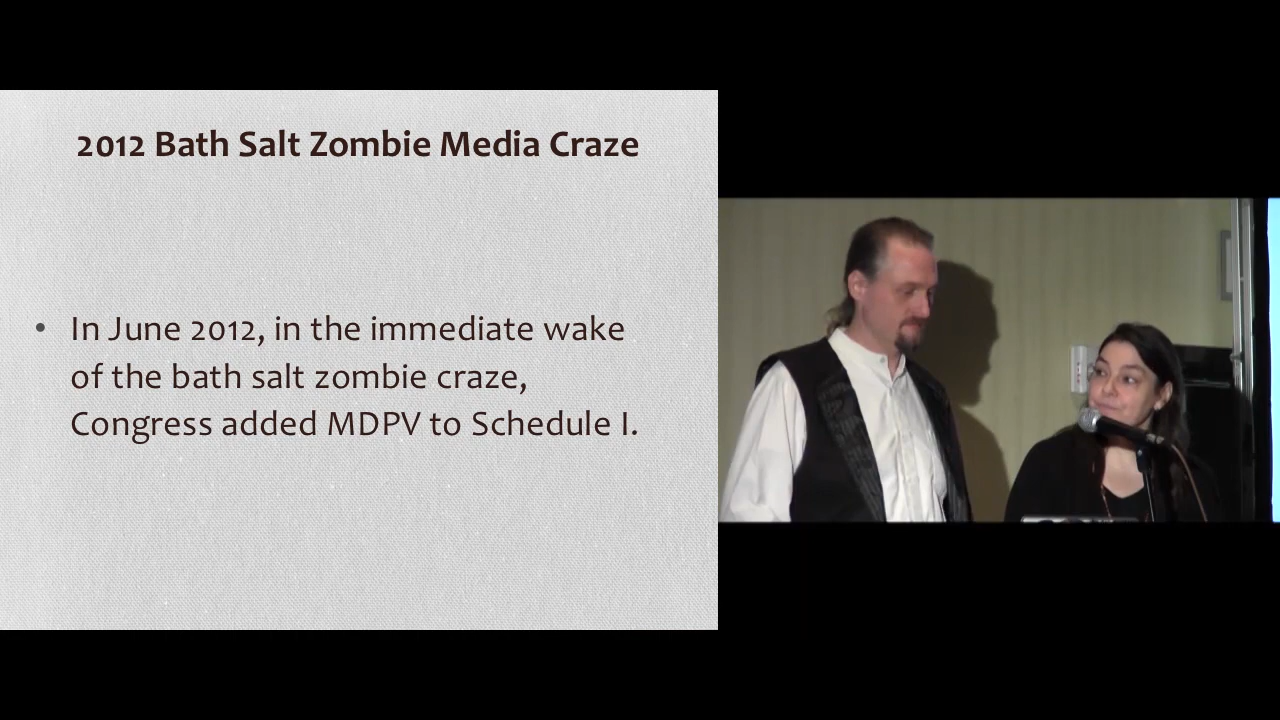 2012 Bath Salt Zombie Media Craze
• In June 2012, in the immediate wake
of the bath salt zombie craze,
Congress added MDPV to Schedule I.